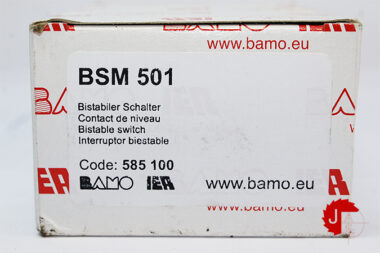 www.bamo.eu
BSM 501
Bistabiler Schalter
Contact de niveau
Bistable switch
Interruptor biestable
Code: 585 100
BAMO IER www.bamo.eu